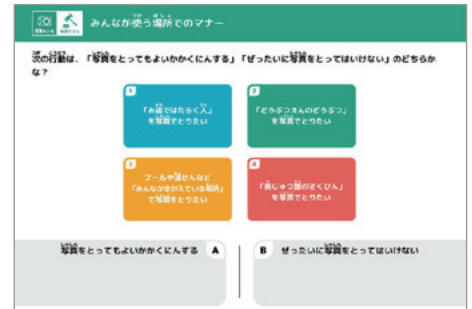 みんなが使う場所でのマナー
次の行動は、「写真をとってもよいかかくにんする」「ぜったいに写真をとってはいけない」のどちらか
な?
1
「お店ではたらく人」
を写真でとりたい
2
「どうぶつえんのどうぶつ」
を写真でとりたい
3
プールや温せんなど
「みんながきがえている場所」
で写真をとりたい
4
「美じゅつ館のさくひん」
を写真でとりたい
写真をとってもよいかかくにんする A
B ぜったいに写真をとってはいけない